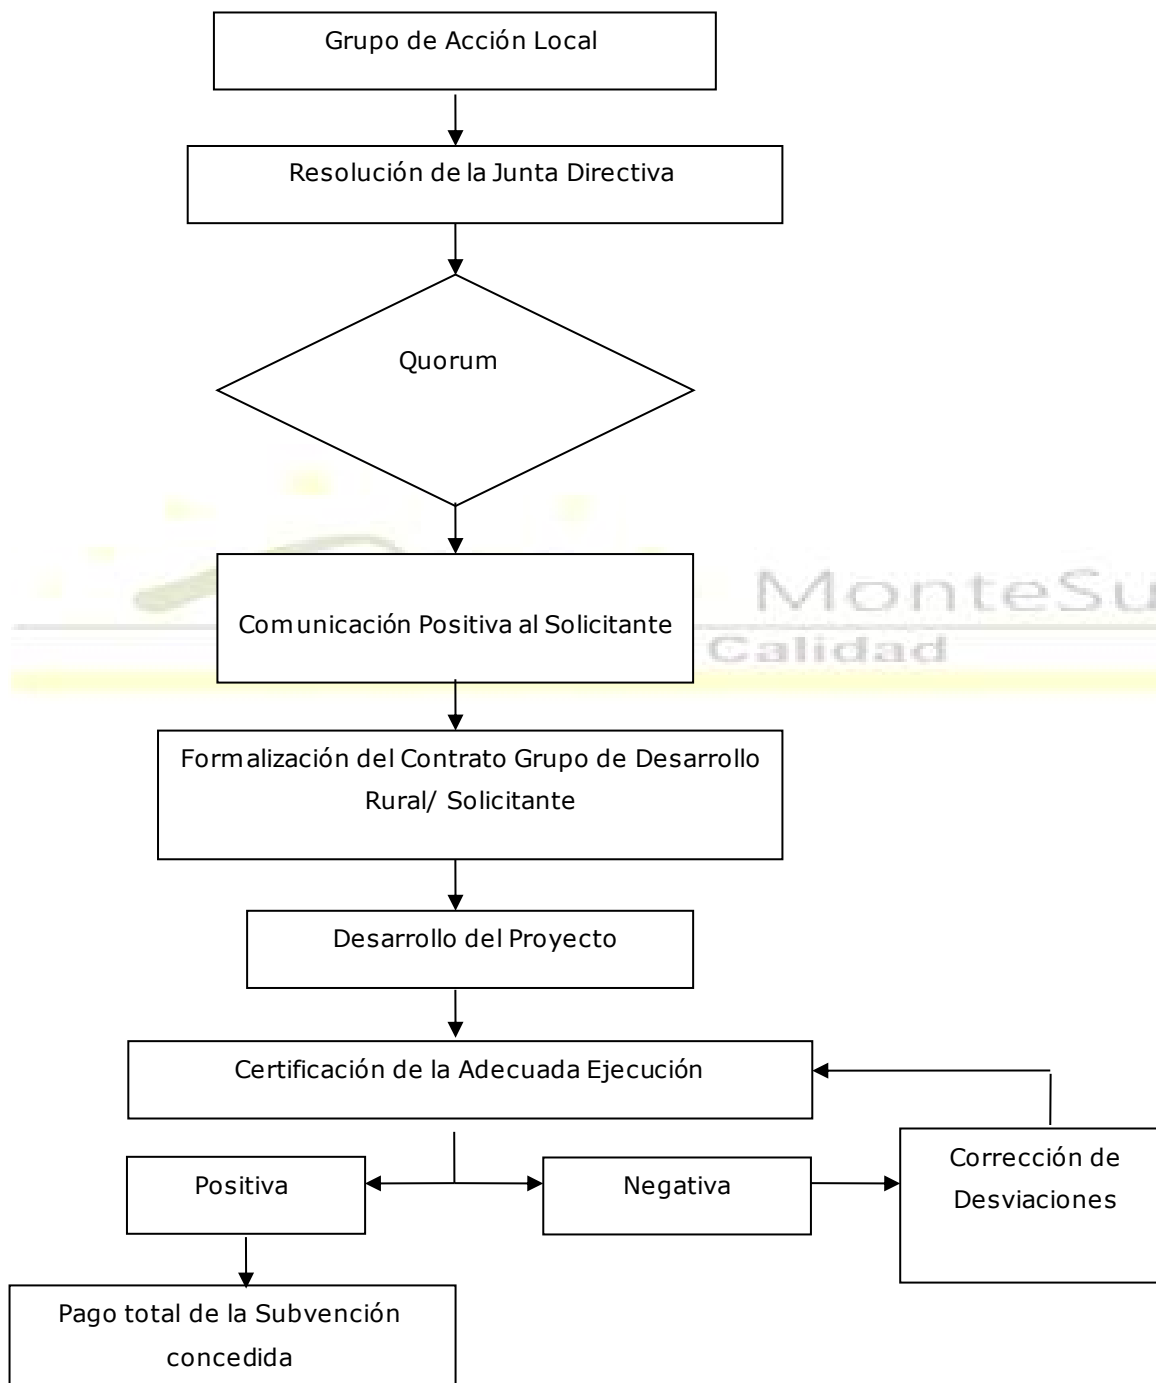 Grupo de Acción Local
Resolución de la Junta Directiva
Quorum
MonteSu
Calidad
Comunicación Positiva al Solicitante
Formalización del Contrato Grupo de Desarrollo
Rural/ Solicitante
Desarrollo del Proyecto
Certificación de la Adecuada Ejecución
Positiva
Negativa
Corrección de
Desviaciones
Pago total de la Subvención
concedida